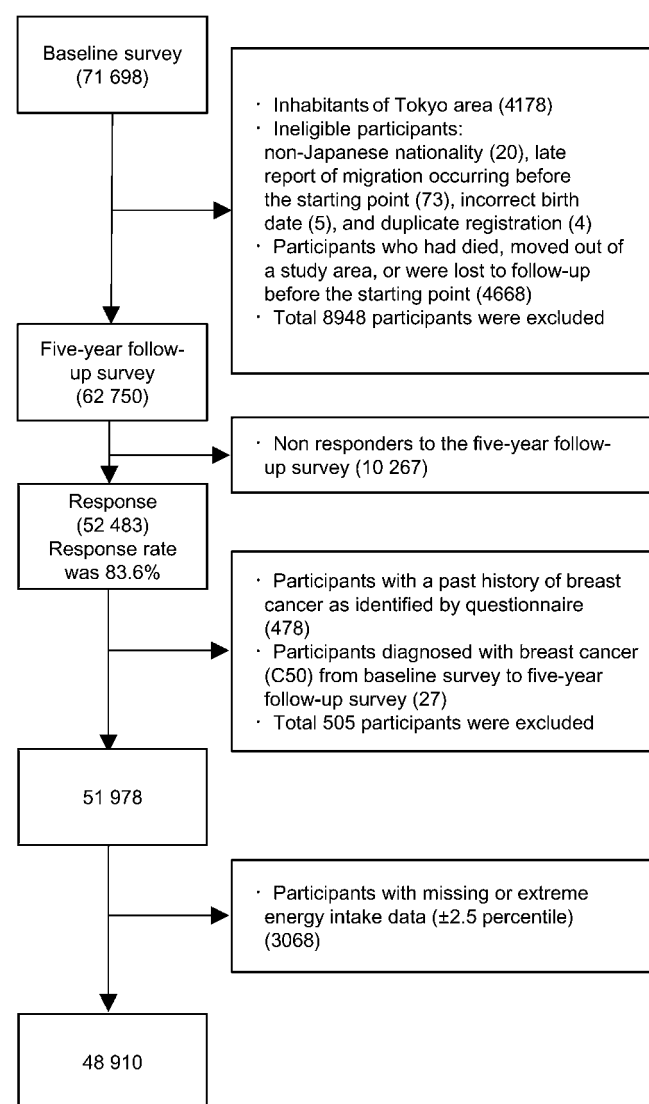 Baseline survey
(71 698)
· Inhabitants of Tokyo area (4178)
· Ineligible participants:
non-Japanese nationality (20), late
report of migration occurring before
the starting point (73), incorrect birth
date (5), and duplicate registration (4)
· Participants who had died, moved out of
a study area, or were lost to follow-up
before the starting point (4668)
· Total 8948 participants were excluded
Five-year follow-
up survey
(62 750)
· Non responders to the five-year follow-
up survey (10 267)
Response
(52 483)
Response rate
was 83.6%
· Participants with a past history of breast
cancer as identified by questionnaire
(478)
· Participants diagnosed with breast cancer
(C50) from baseline survey to five-year
follow-up survey (27)
· Total 505 participants were excluded
51 978
· Participants with missing or extreme
energy intake data (±2.5 percentile)
(3068)
48 910